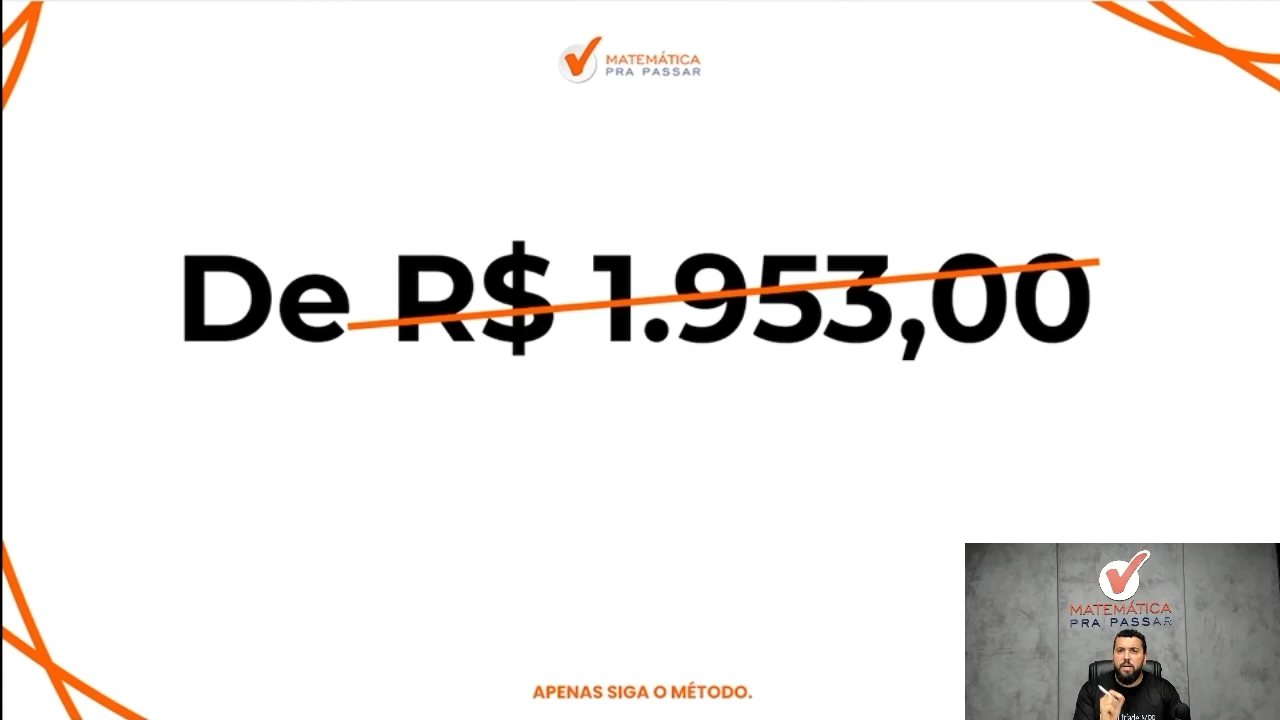 MATEMÁTICA
PRA PASSAR
De R$ 1.953,00
MATEMÁTICA
PRA PASSAR
APENAS SIGA O MÉTODO.